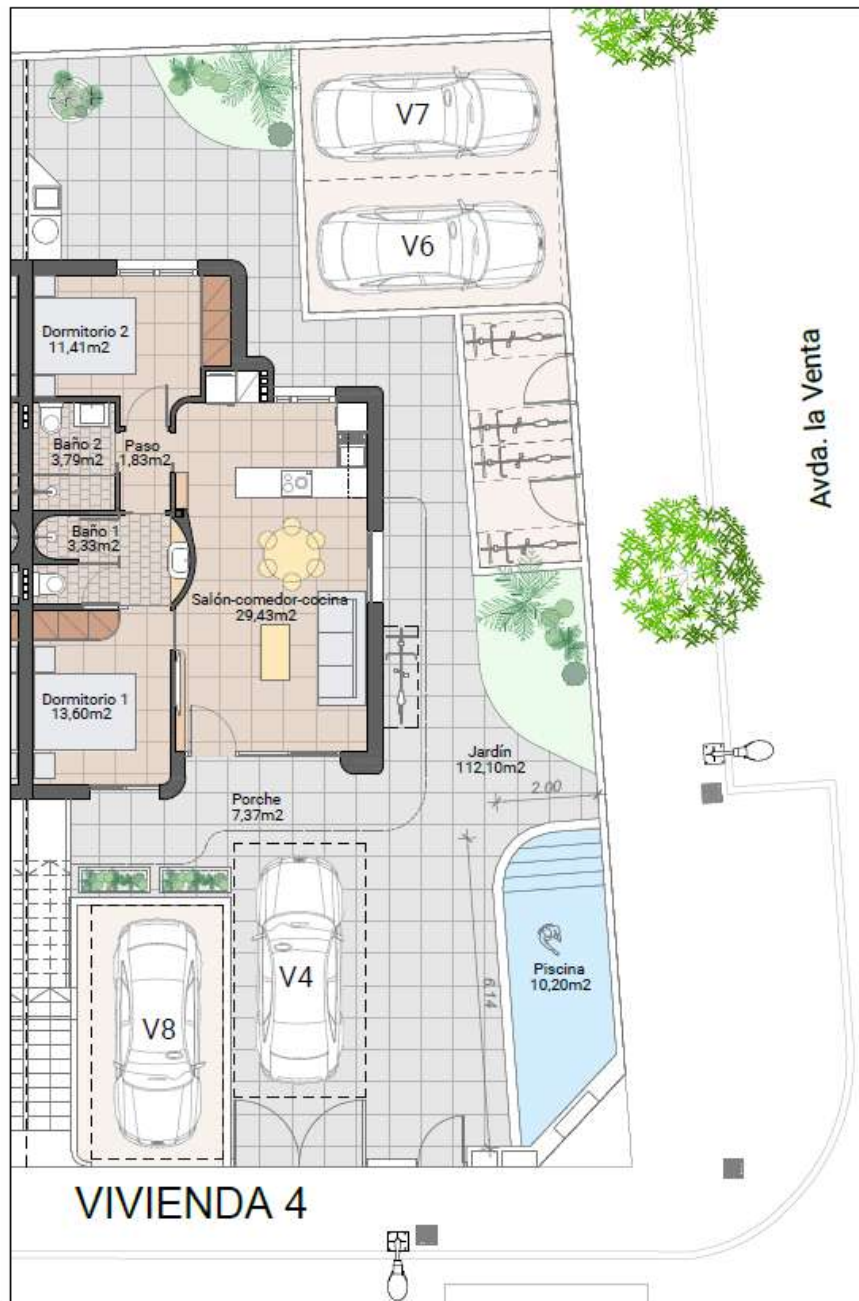 V7
V6
Avda. la Venta
Dormitorio 2
11,41m2
Baño 2
3,79m2
Paso
1,83m2
Baño 1
3,33m2
Salón-comedor-cocina
29,43m2
Dormitorio 1
13,60m2
Jardín
112,10m2
2.00
Porche
7,37m2
6.14
Piscina
10,20m2
V4
V8
VIVIENDA 4